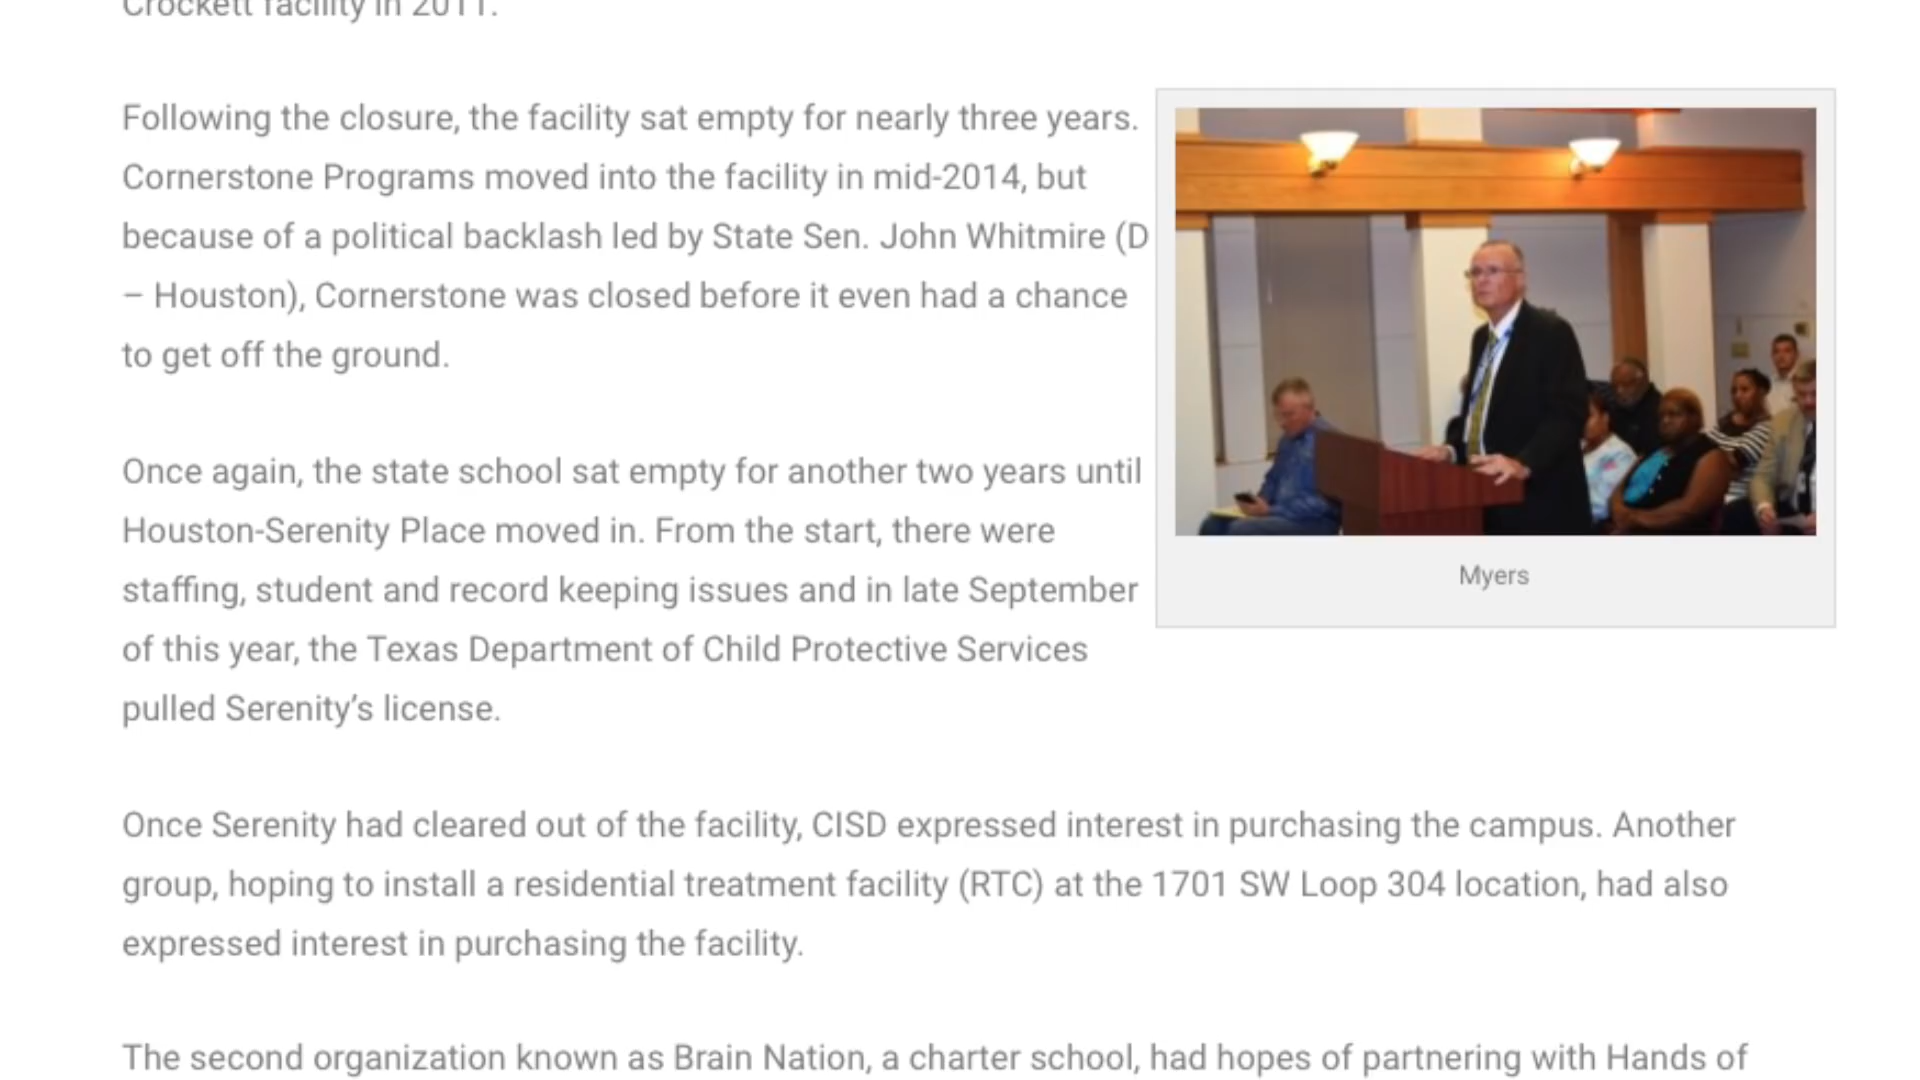 Crockett facility in 2011.
Following the closure, the facility sat empty for nearly three years.
Cornerstone Programs moved into the facility in mid-2014, but
because of a political backlash led by State Sen. John Whitmire (D
– Houston), Cornerstone was closed before it even had a chance
to get off the ground.
Once again, the state school sat empty for another two years until
Houston-Serenity Place moved in. From the start, there were
staffing, student and record keeping issues and in late September
of this year, the Texas Department of Child Protective Services
pulled Serenity’s license.
Myers
Once Serenity had cleared out of the facility, CISD expressed interest in purchasing the campus. Another
group, hoping to install a residential treatment facility (RTC) at the 1701 SW Loop 304 location, had also
expressed interest in purchasing the facility.
The second organization known as Brain Nation, a charter school, had hopes of partnering with Hands of